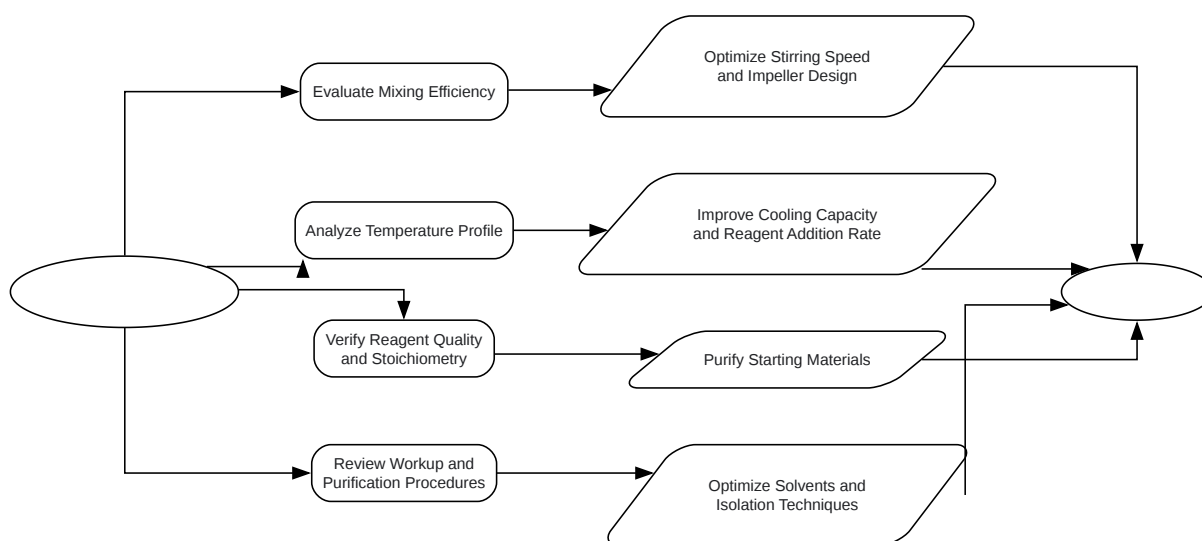 Evaluate Mixing Efficiency
Optimize Stirring Speed
and Impeller Design
Analyze Temperature Profile
Improve Cooling Capacity
and Reagent Addition Rate
Verify Reagent Quality
and Stoichiometry
Purify Starting Materials
Review Workup and
Purification Procedures
Optimize Solvents and
Isolation Techniques